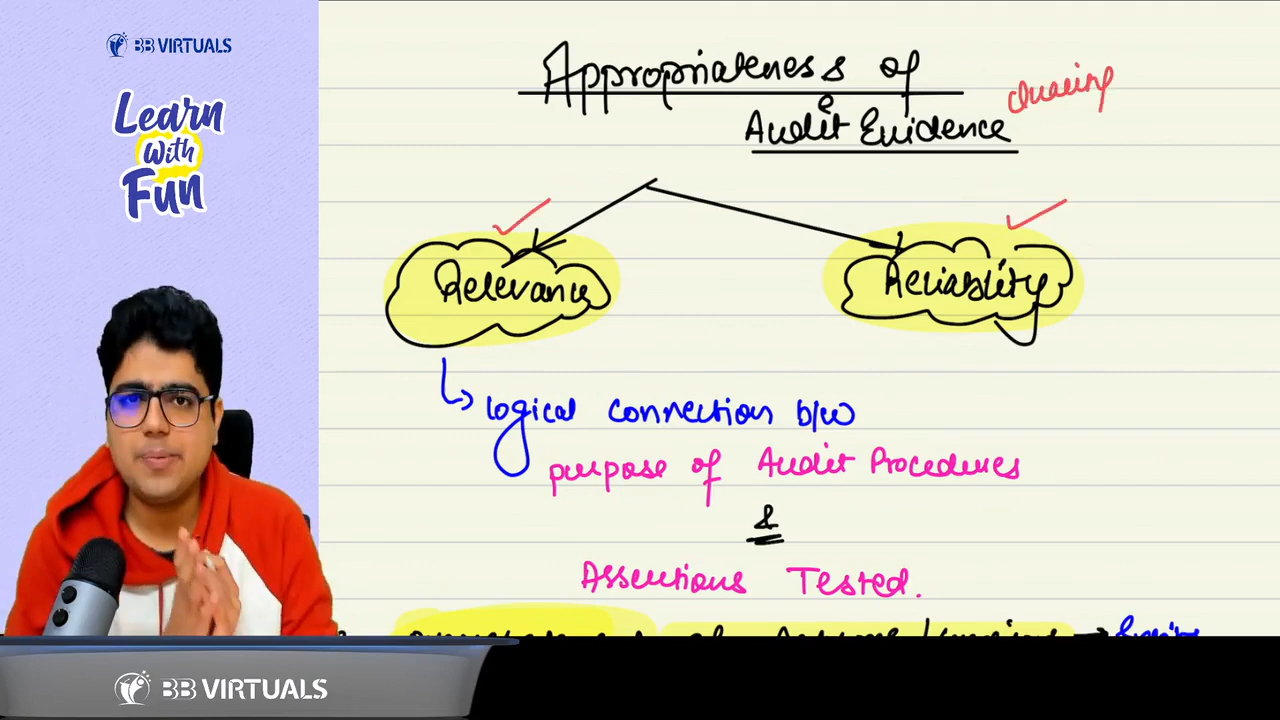 BB VIRTUALS
Learn
With
Fun
Appropriateness of
Audit Evidence
Quality
Relevance
Reliability
logical connection b/w
purpose of Audit Procedures
&
Assertions Tested.
BB VIRTUALS